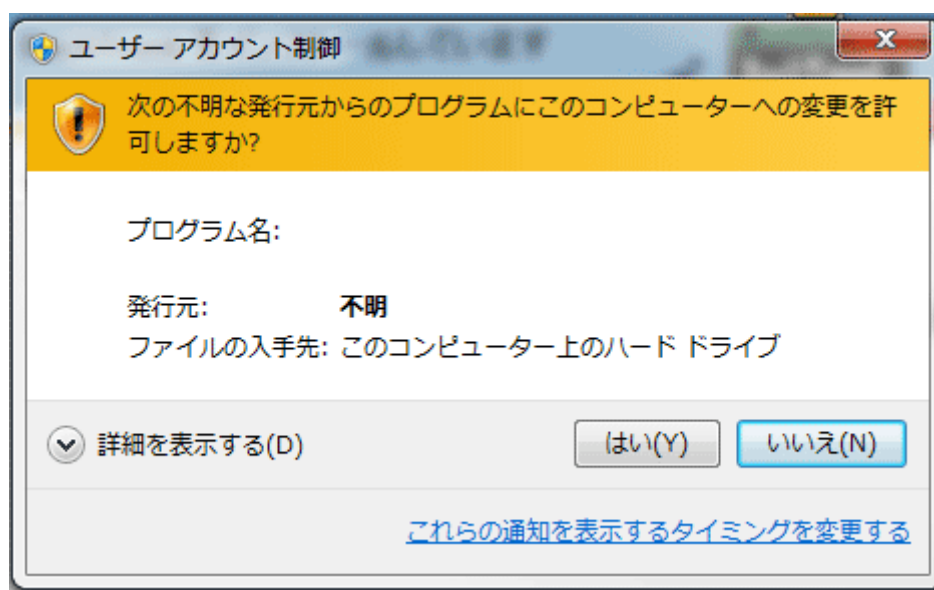 ユーザー アカウント制御
次の不明な発行元からのプログラムにこのコンピューターへの変更を許
可しますか?
プログラム名:
発行元: 不明
ファイルの入手先: このコンピューター上のハード ドライブ
詳細を表示する(D) はい(Y) いいえ(N)
これらの通知を表示するタイミングを変更する